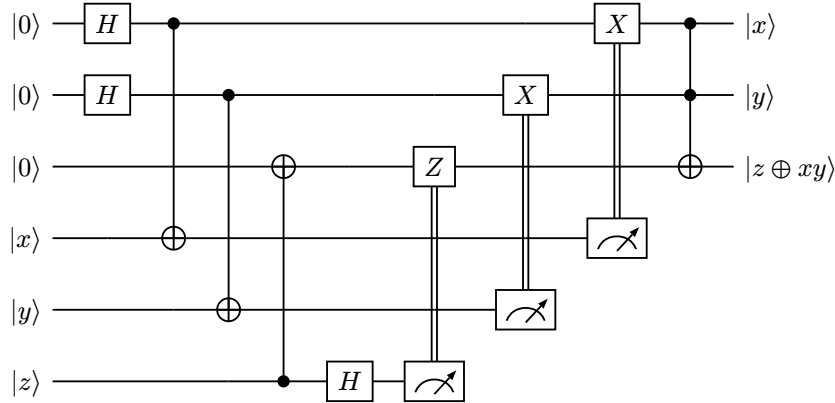 |0⟩ H X |x⟩
|0⟩ H X |y⟩
|0⟩ Z |z ⊕ xy⟩
|x⟩
|y⟩
|z⟩ H